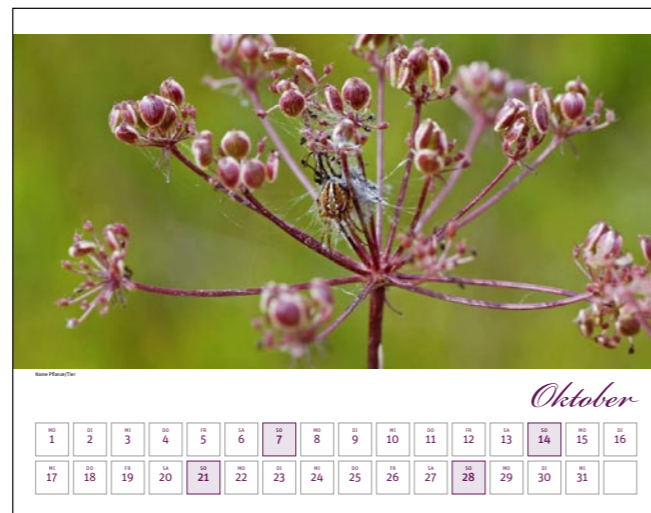 Name Pflanze/Tier
Oktober
MO DI MI DO FR SA SO MO DI MI DO FR SA SO MO DI
1 2 3 4 5 6 7 8 9 10 11 12 13 14 15 16
MI DO FR SA SO MO DI MI DO FR SA SO MO DI MI
17 18 19 20 21 22 23 24 25 26 27 28 29 30 31